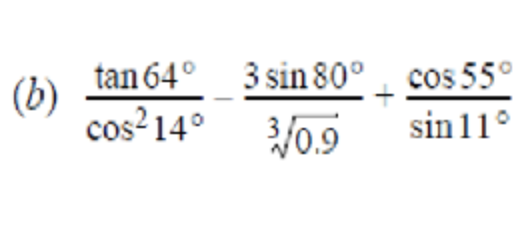 (b) tan 64° / cos² 14° − 3 sin 80° / ∛0.9 + cos 55° / sin 11°